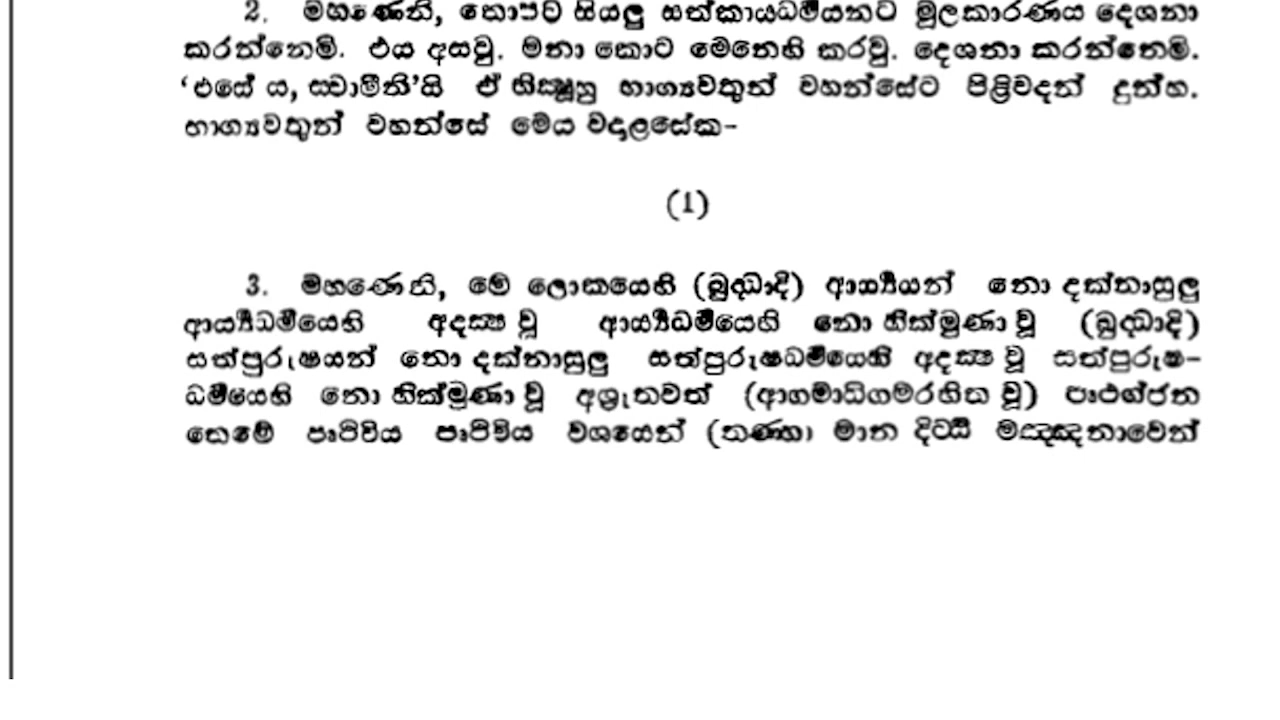 2. මහණෙනි, තොපට සියලු සත්කායධර්‍මයනට මූලකාරණය දෙශනා
කරන්නෙමි. එය අසවු. මනා කොට මෙනෙහි කරවු. දෙශනා කරන්නෙමි.
‘එසේ ය, ස්වාමීනි’යි ඒ භික්‍ෂූහු භාග්‍යවතුන් වහන්සේට පිළිවදන් දුන්හ.
භාග්‍යවතුන් වහන්සේ මෙය වදාළසේක-
(1)
3. මහණෙනි, මේ ලොකයෙහි (බුද්ධාදි) ආර්‍ය්‍යයන් නො දක්නාසුලු
ආර්‍ය්‍යධර්‍මයෙහි අදක්‍ෂ වූ ආර්‍ය්‍යධර්‍මයෙහි නො හික්මුණා වූ (බුද්ධාදි)
සත්පුරුෂයන් නො දක්නාසුලු සත්පුරුෂධර්‍මයෙහි අදක්‍ෂ වූ සත්පුරුෂ-
ධර්‍මයෙහි නො හික්මුණා වූ අශ්‍රැතවත් (ආගමාධිගමරහිත වූ) පෘථග්ජන
තෙමේ පෘථිවිය පෘථිවිය වශයෙන් (තණ්හා මාන දිට්ඨි මඤ්ඤනාවෙන්